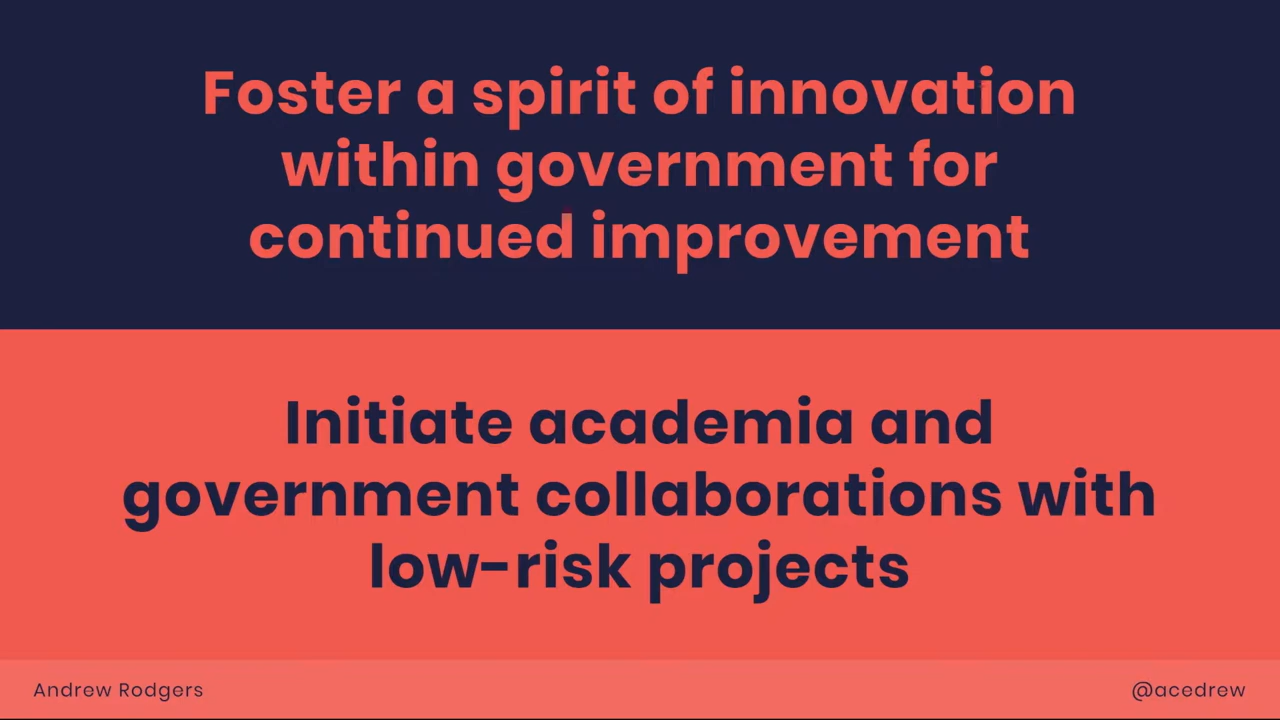 Foster a spirit of innovation
within government for
continued improvement
Initiate academia and
government collaborations with
low-risk projects
Andrew Rodgers
@acedrew